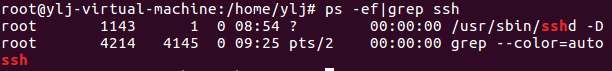 root@ylj-virtual-machine:/home/ylj# ps -ef|grep ssh
root 1143 1 0 08:54 ? 00:00:00 /usr/sbin/sshd -D
root 4214 4145 0 09:25 pts/2 00:00:00 grep --color=auto
ssh